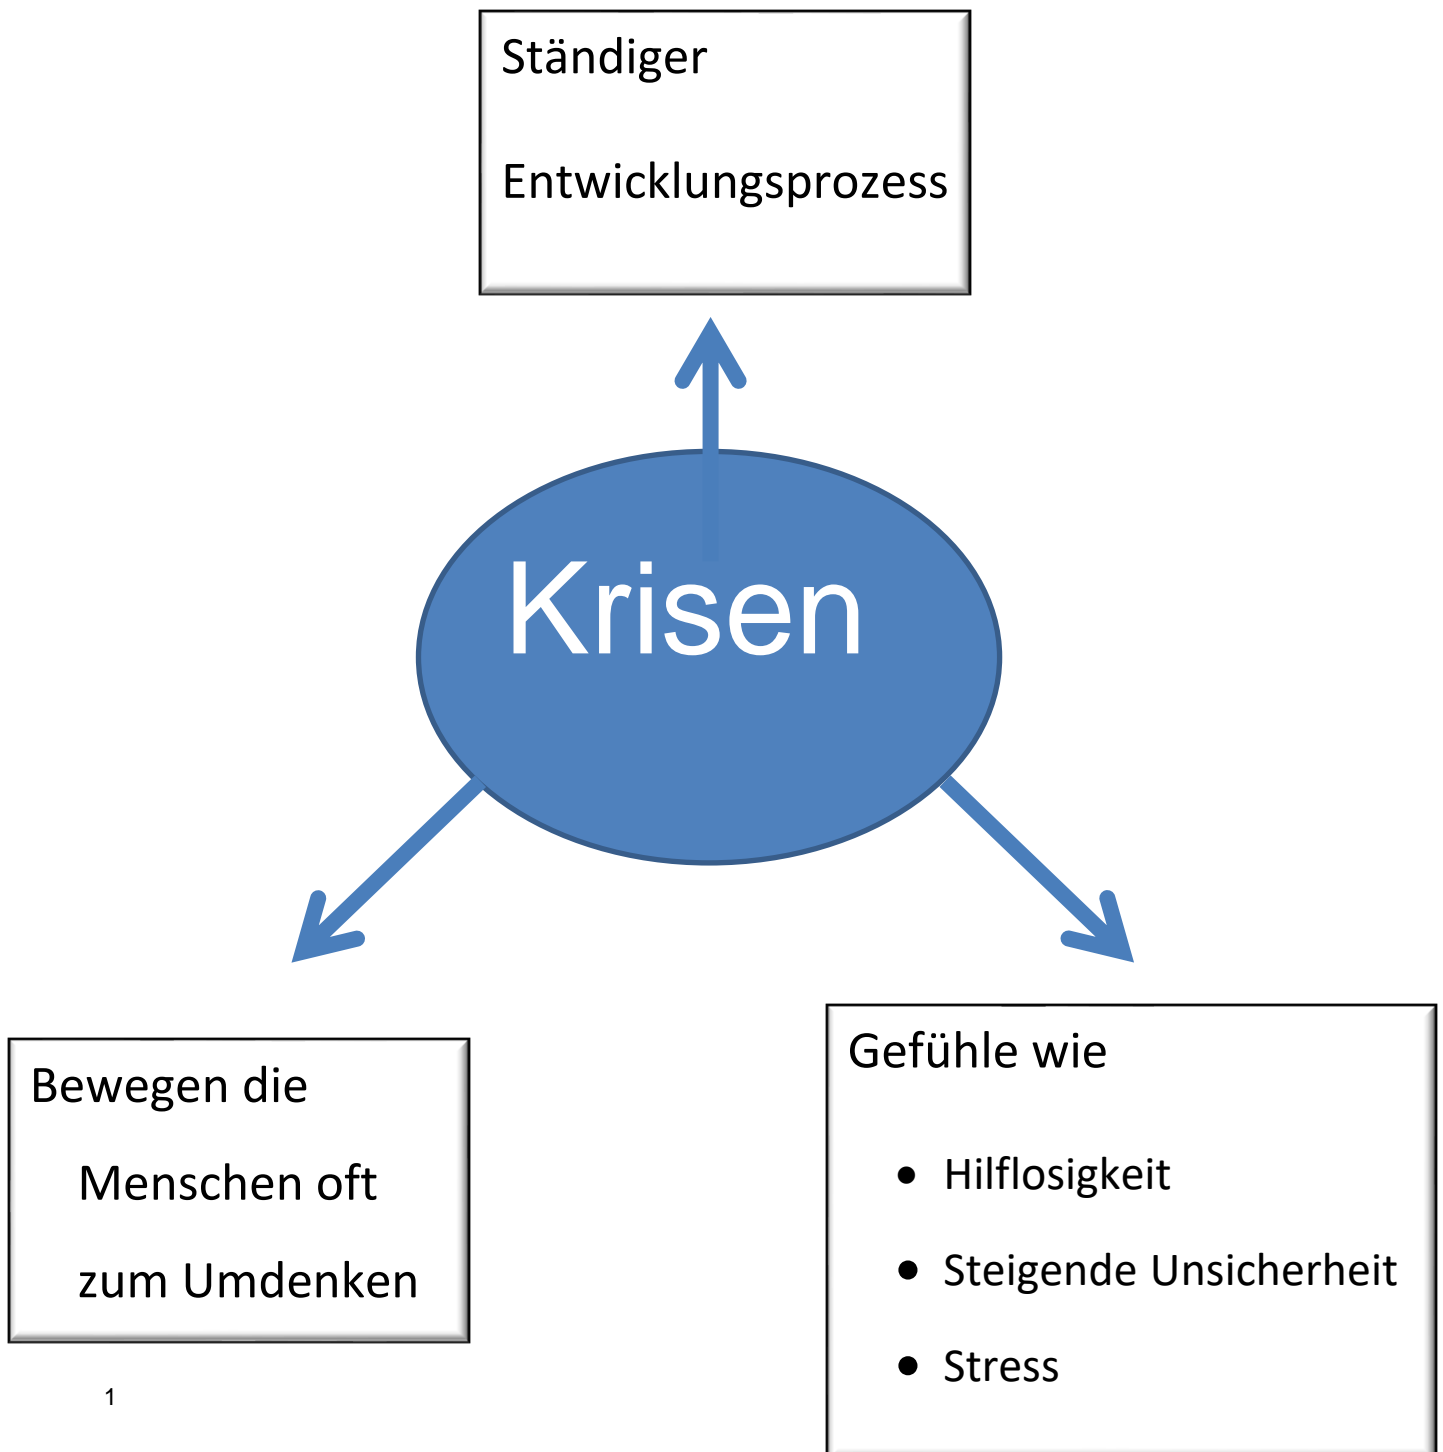 Ständiger
Entwicklungsprozess
Krisen
Bewegen die
Menschen oft
zum Umdenken
Gefühle wie
• Hilflosigkeit
• Steigende Unsicherheit
• Stress
1